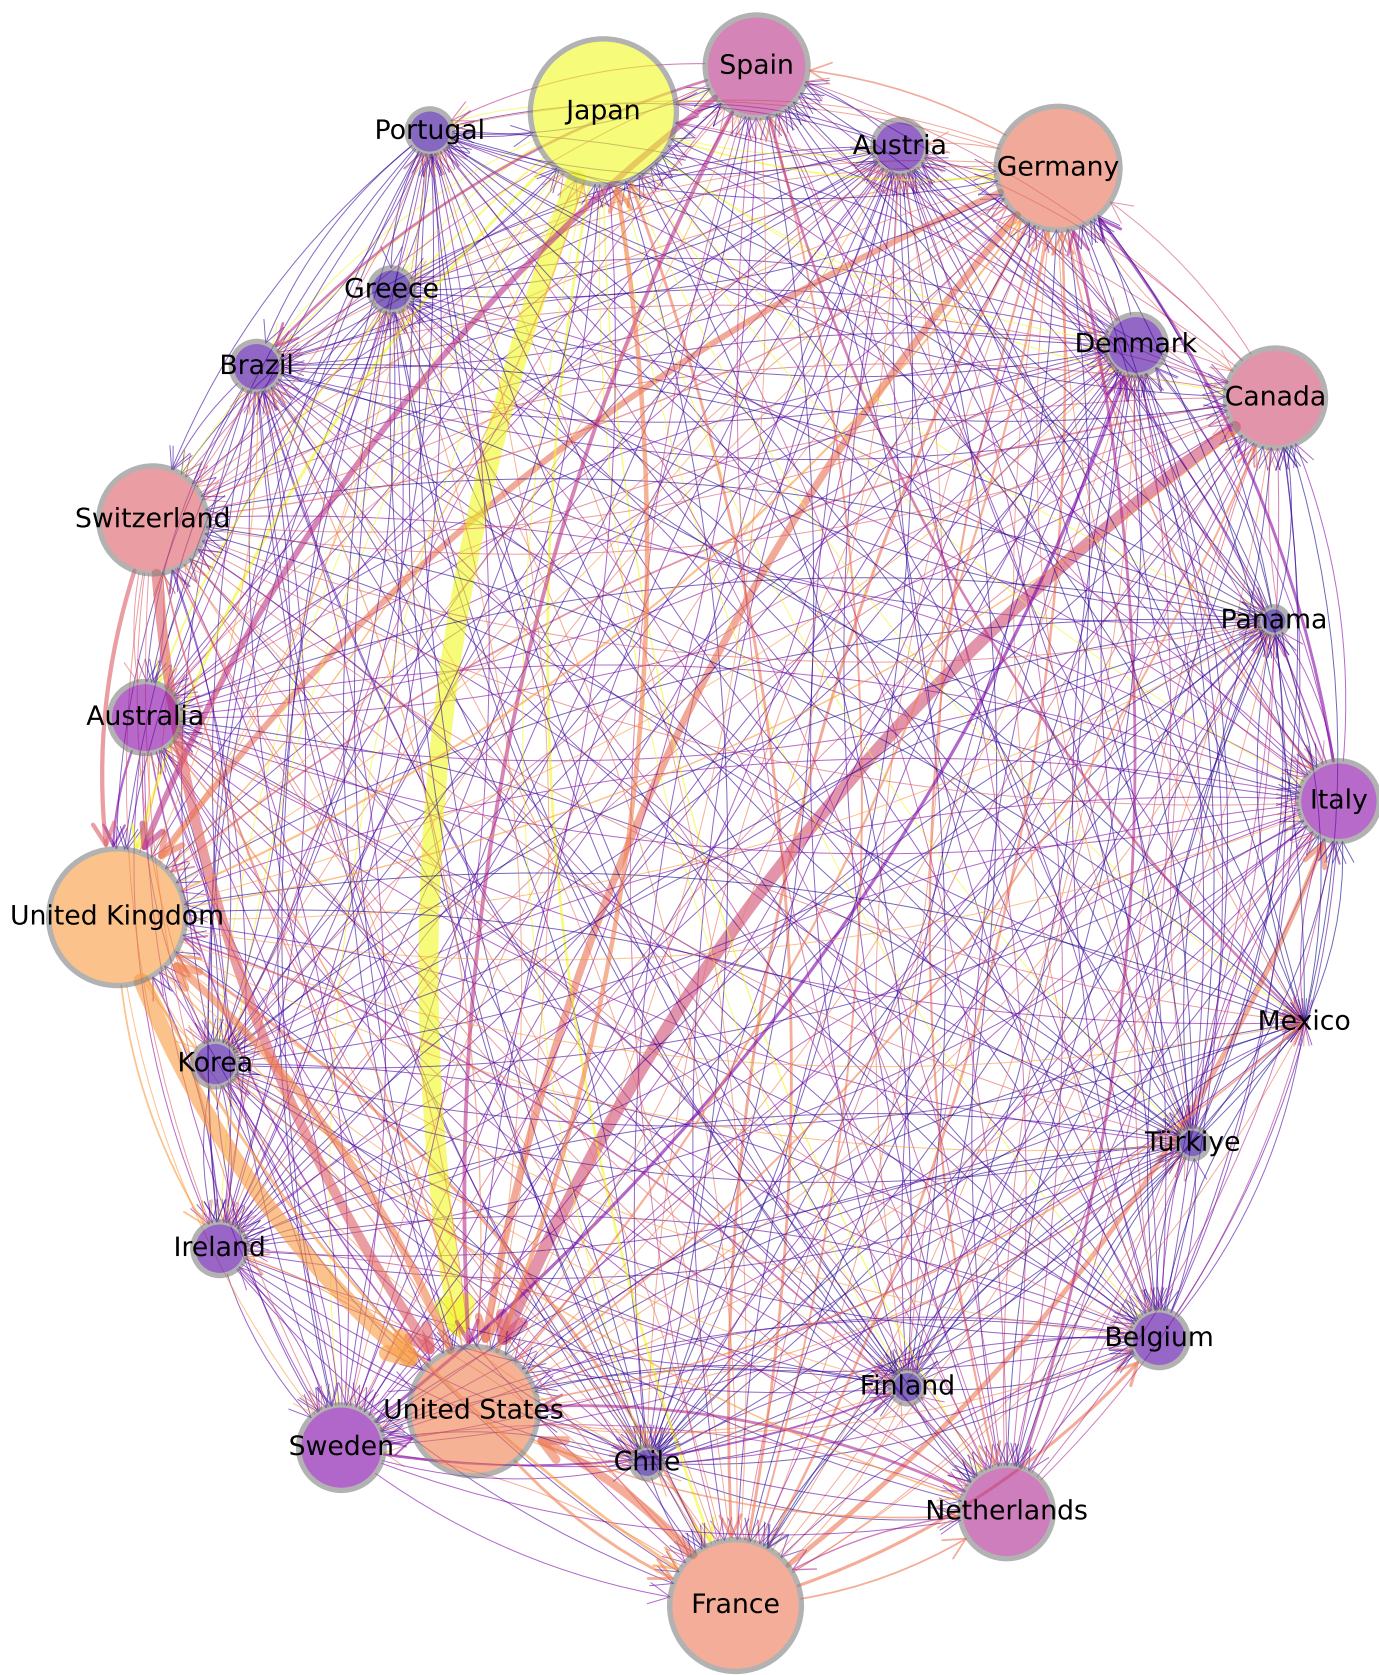 Spain
Japan
Portugal
Austria
Germany
Greece
Denmark
Brazil
Canada
Switzerland
Panama
Australia
Italy
United Kingdom
Mexico
Korea
Türkiye
Ireland
Belgium
Finland
United States
Sweden
Chile
Netherlands
France